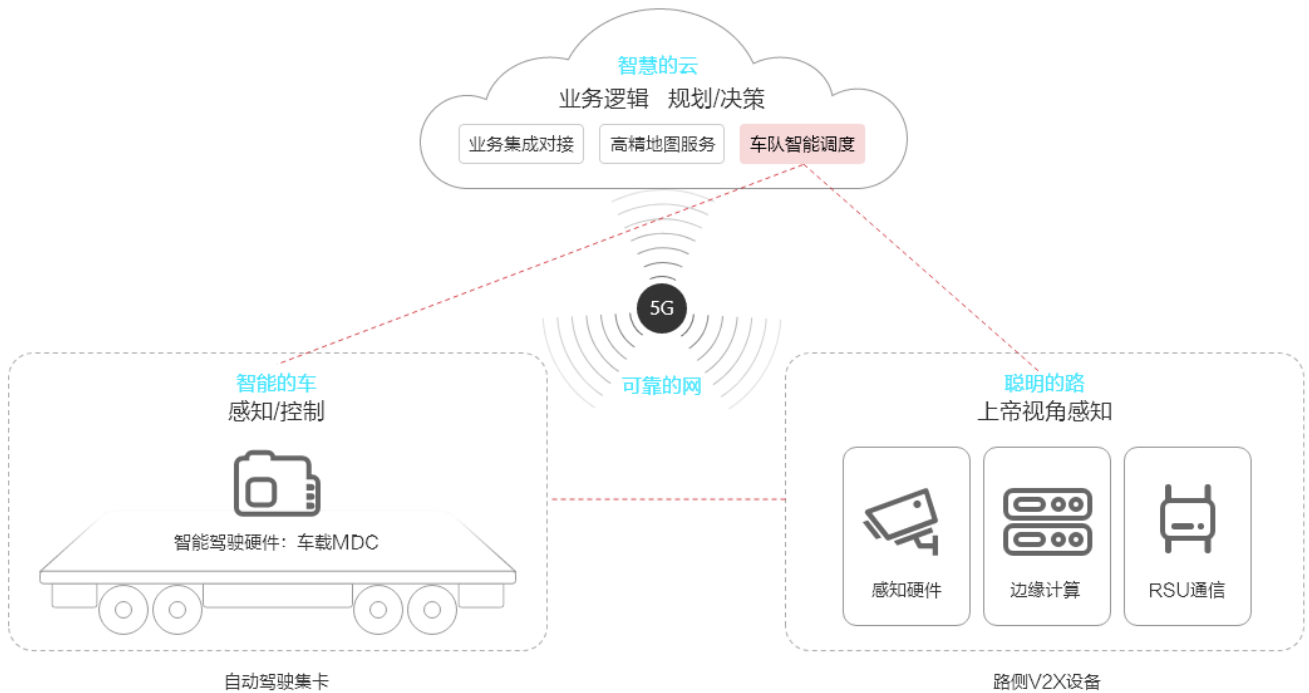 智慧的云
业务逻辑 规划/决策
业务集成对接
高精地图服务
车队智能调度
5G
可靠的网
智能的车
感知/控制
智能驾驶硬件：车载MDC
自动驾驶集卡
聪明的路
上帝视角感知
感知硬件
边缘计算
RSU通信
路侧V2X设备